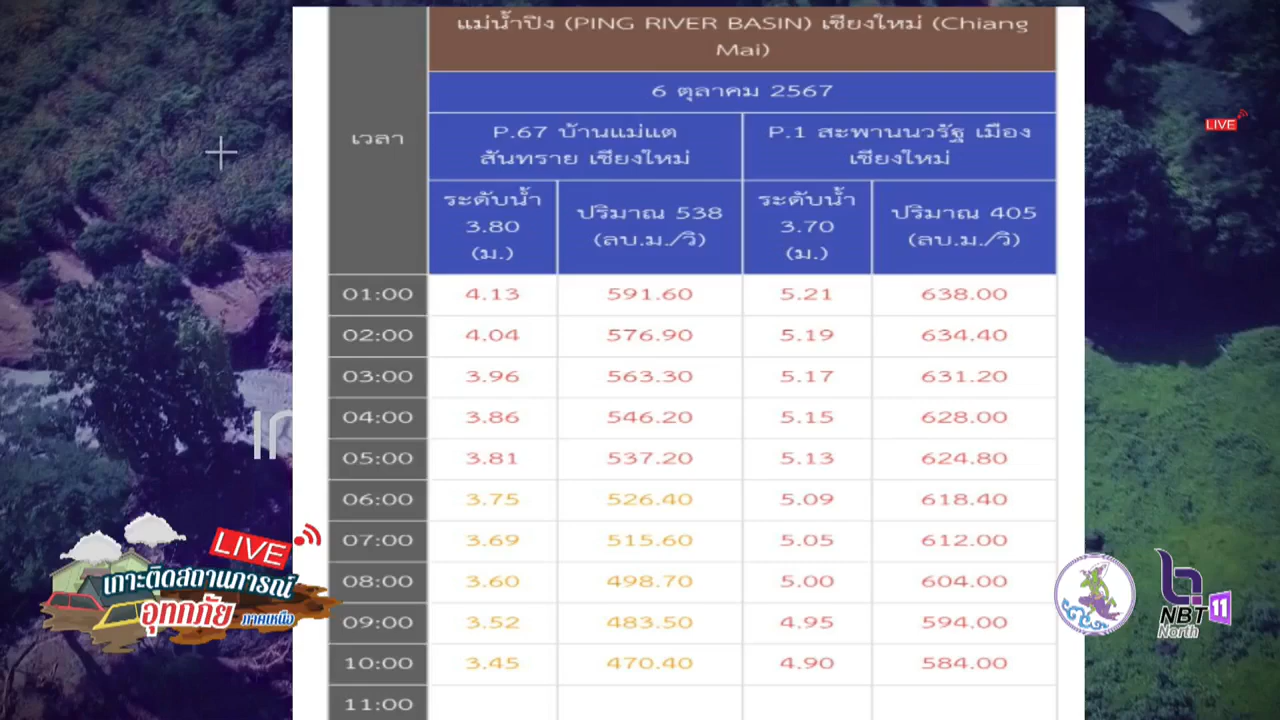 แม่น้ำปิง (PING RIVER BASIN) เชียงใหม่ (Chiang
Mai)
6 ตุลาคม 2567
เวลา
P.67 บ้านแม่แต
สันทราย เชียงใหม่
P.1 สะพานนวรัฐ เมือง
เชียงใหม่
ระดับน้ำ
3.80
(ม.)
ปริมาณ 538
(ลบ.ม./วิ)
ระดับน้ำ
3.70
(ม.)
ปริมาณ 405
(ลบ.ม./วิ)
01:00 4.13 591.60 5.21 638.00
02:00 4.04 576.90 5.19 634.40
03:00 3.96 563.30 5.17 631.20
04:00 3.86 546.20 5.15 628.00
05:00 3.81 537.20 5.13 624.80
06:00 3.75 526.40 5.09 618.40
07:00 3.69 515.60 5.05 612.00
08:00 3.60 498.70 5.00 604.00
09:00 3.52 483.50 4.95 594.00
10:00 3.45 470.40 4.90 584.00
11:00
LIVE
LIVE
เกาะติดสถานการณ์
อุทกภัย ภาคเหนือ
NBT 11
North